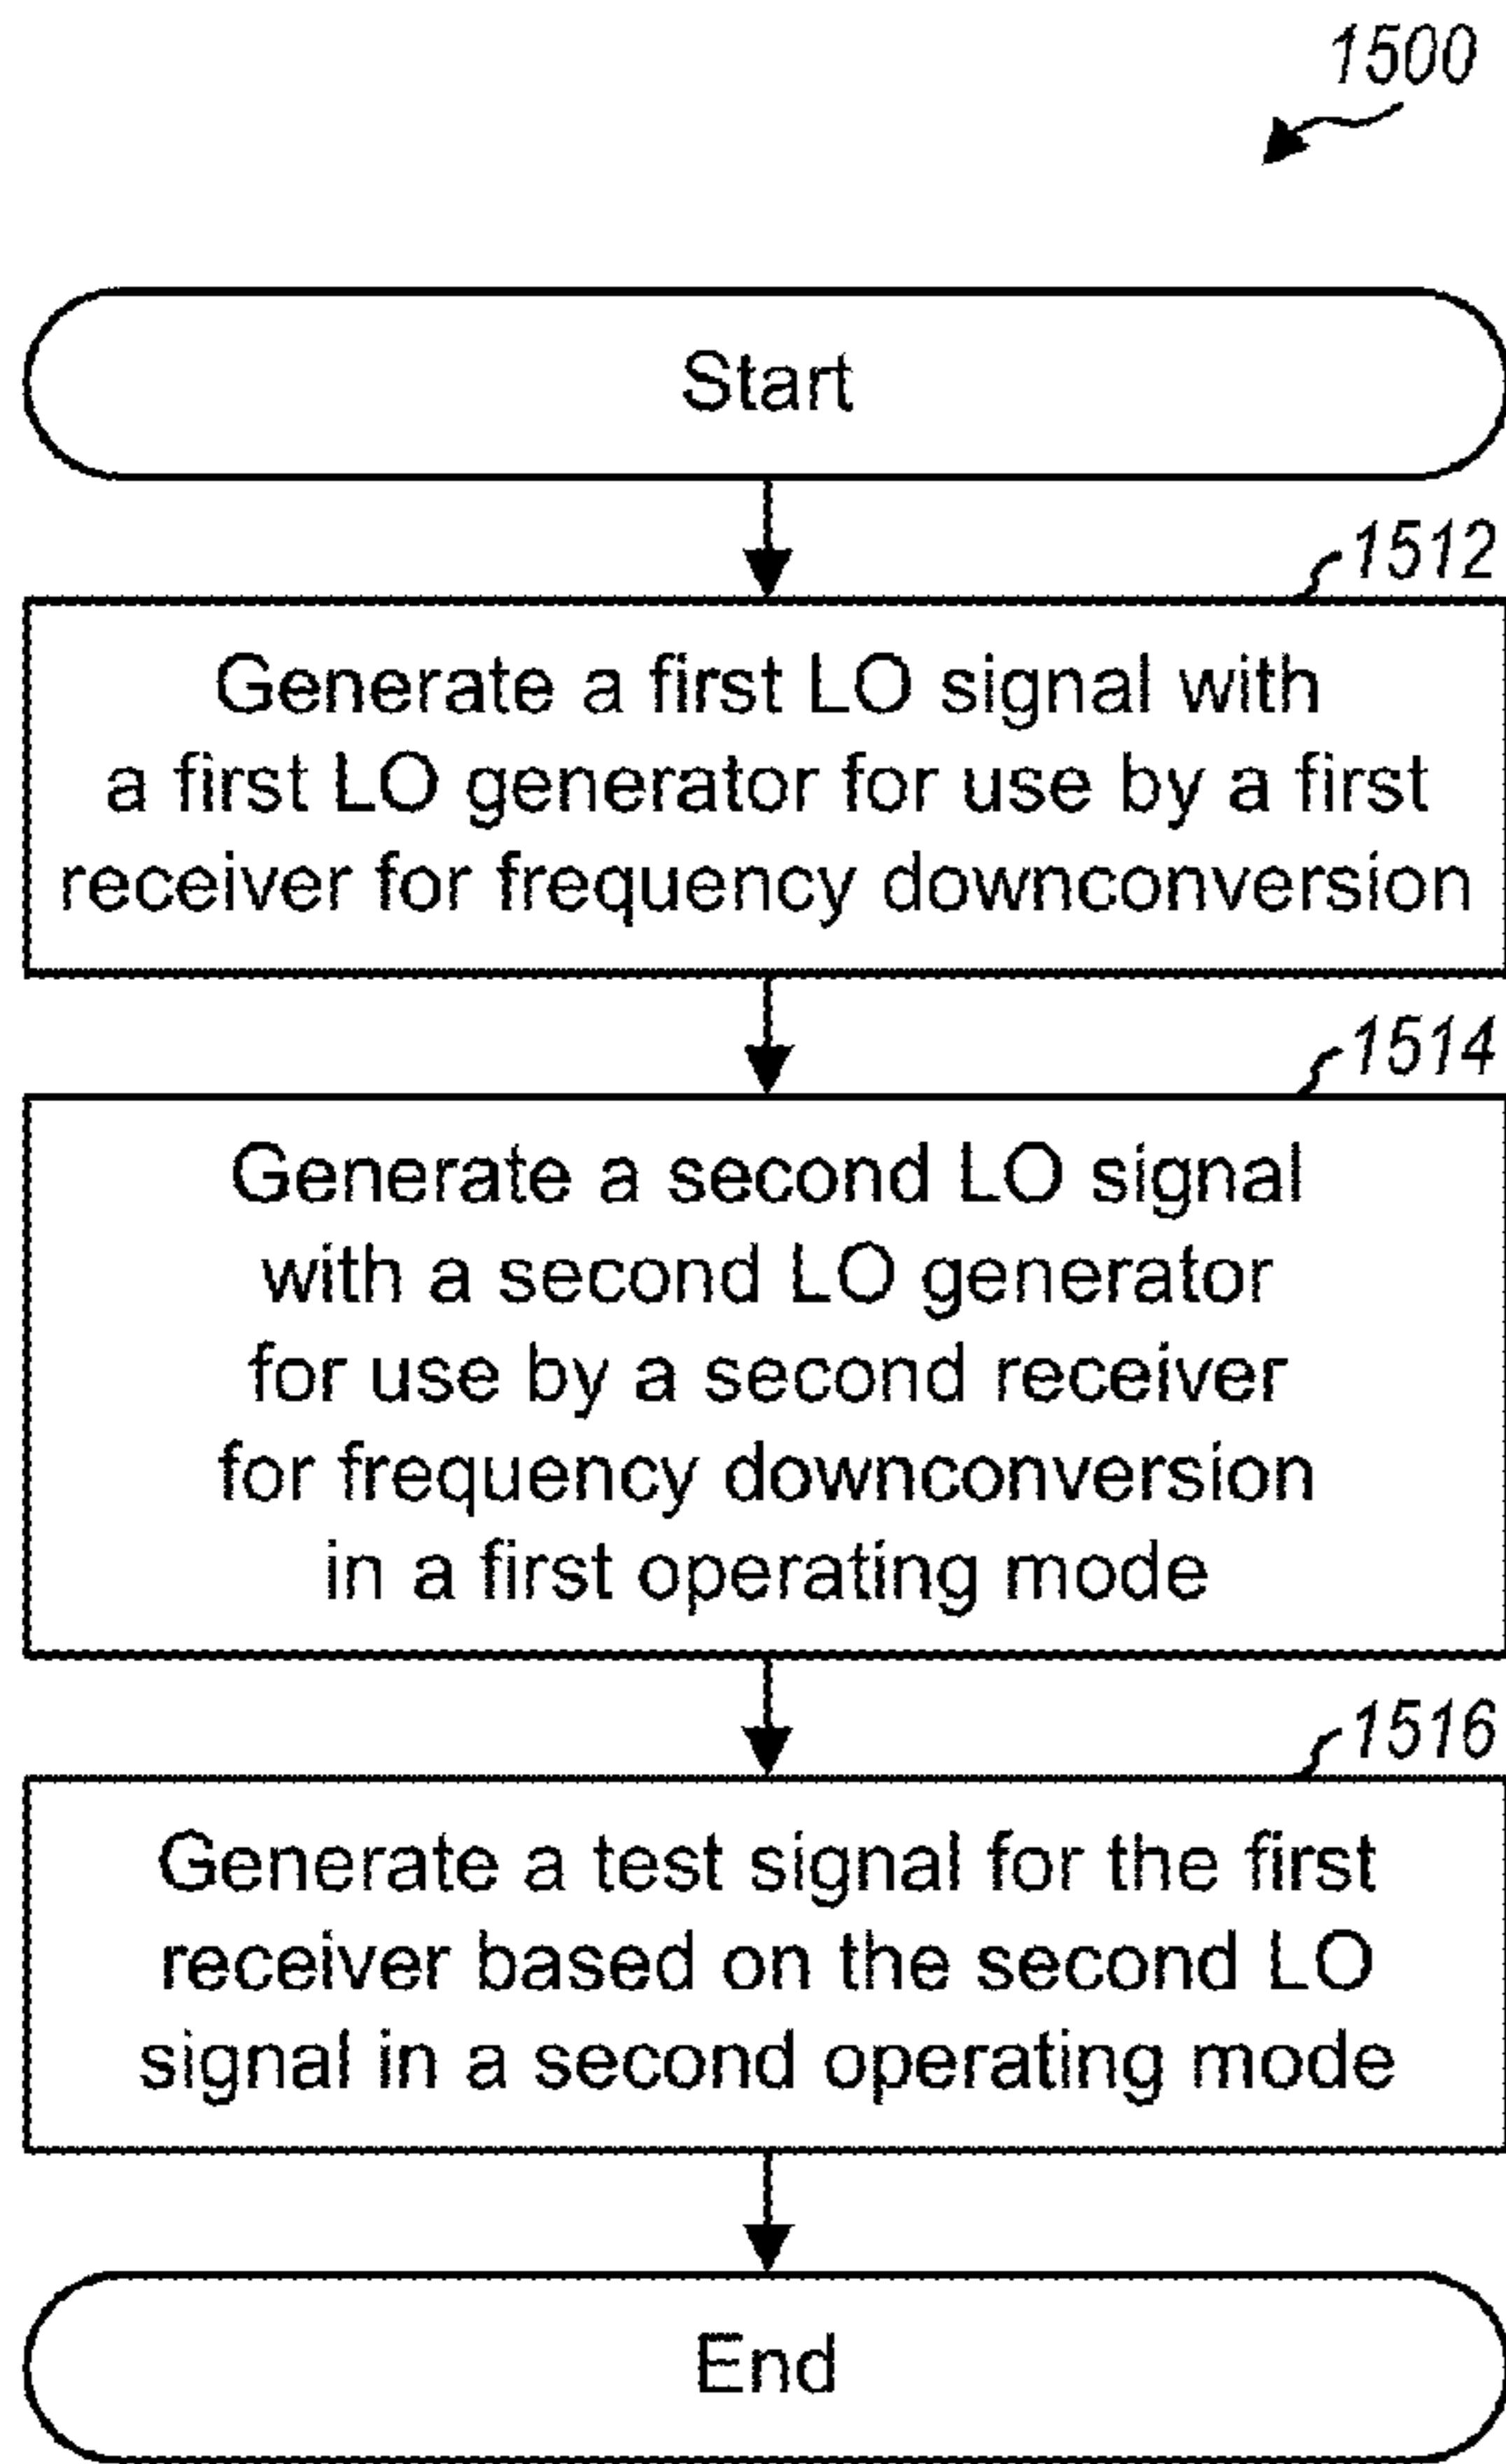 1500
Start
1512
Generate a first LO signal with
a first LO generator for use by a first
receiver for frequency downconversion
1514
Generate a second LO signal
with a second LO generator
for use by a second receiver
for frequency downconversion
in a first operating mode
1516
Generate a test signal for the first
receiver based on the second LO
signal in a second operating mode
End